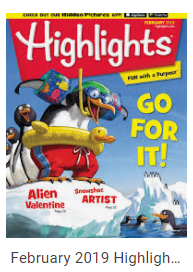 CHECK OUT OUR Hidden Pictures APP!
FEBRUARY 2019
Highlights
FUN with a Purpose
GO
FOR
IT!
Alien
Valentine
Snowshoe
ARTIST
February 2019 Highligh...